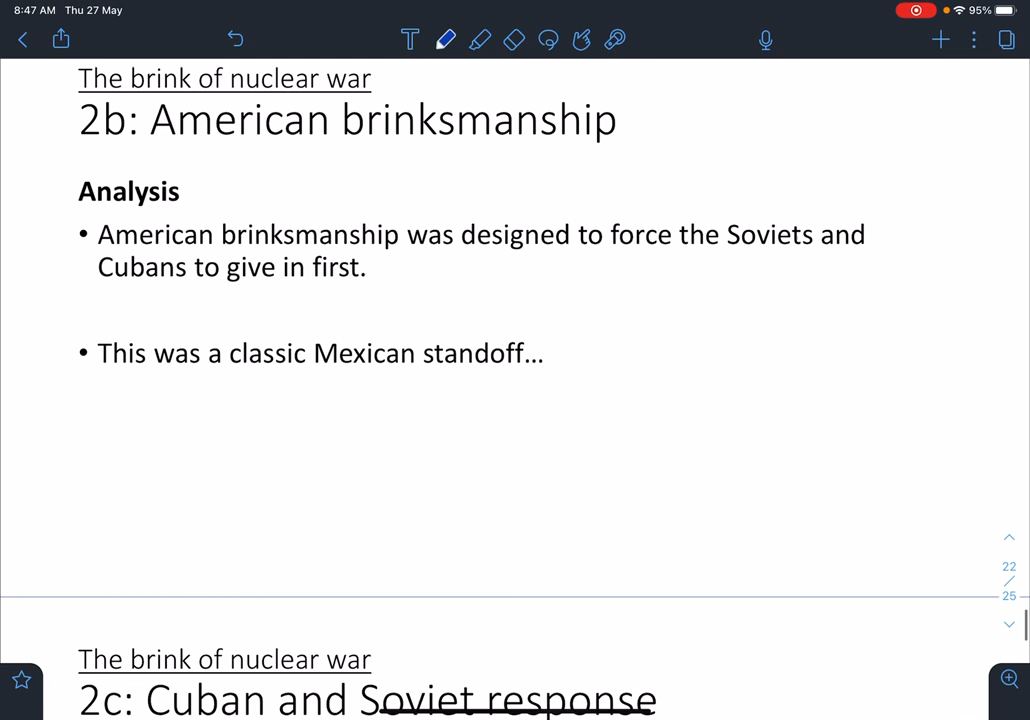 8:47 AM Thu 27 May
95%
The brink of nuclear war
2b: American brinksmanship
Analysis
• American brinksmanship was designed to force the Soviets and
Cubans to give in first.
• This was a classic Mexican standoff...
22
/
25
The brink of nuclear war
2c: Cuban and Soviet response